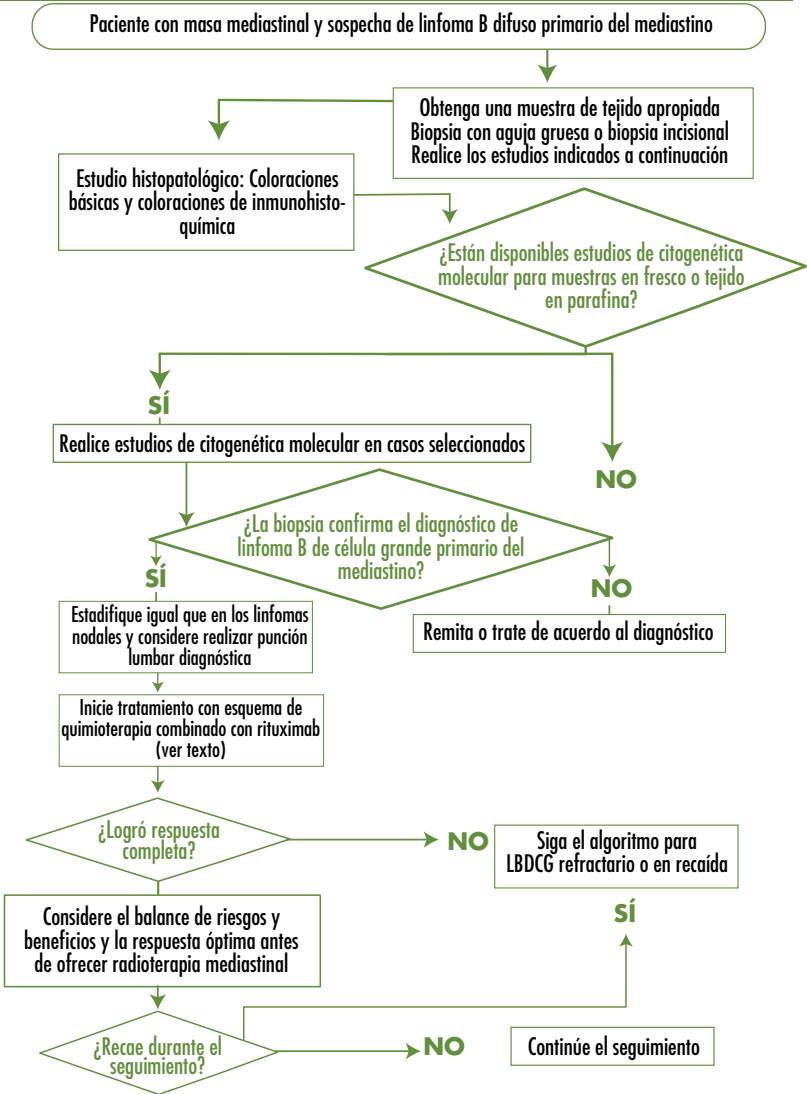 Paciente con masa mediastinal y sospecha de linfoma B difuso primario del mediastino
Obtenga una muestra de tejido apropiada
Biopsia con aguja gruesa o biopsia incisional
Realice los estudios indicados a continuación
Estudio histopatológico: Coloraciones
básicas y coloraciones de inmunohisto-
química
¿Están disponibles estudios de citogenética
molecular para muestras en fresco o tejido
en parafina?
SÍ
Realice estudios de citogenética molecular en casos seleccionados
NO
¿La biopsia confirma el diagnóstico de
linfoma B de célula grande primario del
mediastino?
SÍ
NO
Estadifique igual que en los linfomas
nodales y considere realizar punción
lumbar diagnóstica
Remita o trate de acuerdo al diagnóstico
Inicie tratamiento con esquema de
quimioterapia combinado con rituximab
(ver texto)
¿Logró respuesta
completa?
NO
Siga el algoritmo para
LBDCG refractario o en recaída
Considere el balance de riesgos y
beneficios y la respuesta óptima antes
de ofrecer radioterapia mediastinal
SÍ
¿Recae durante el
seguimiento?
NO
Continúe el seguimiento